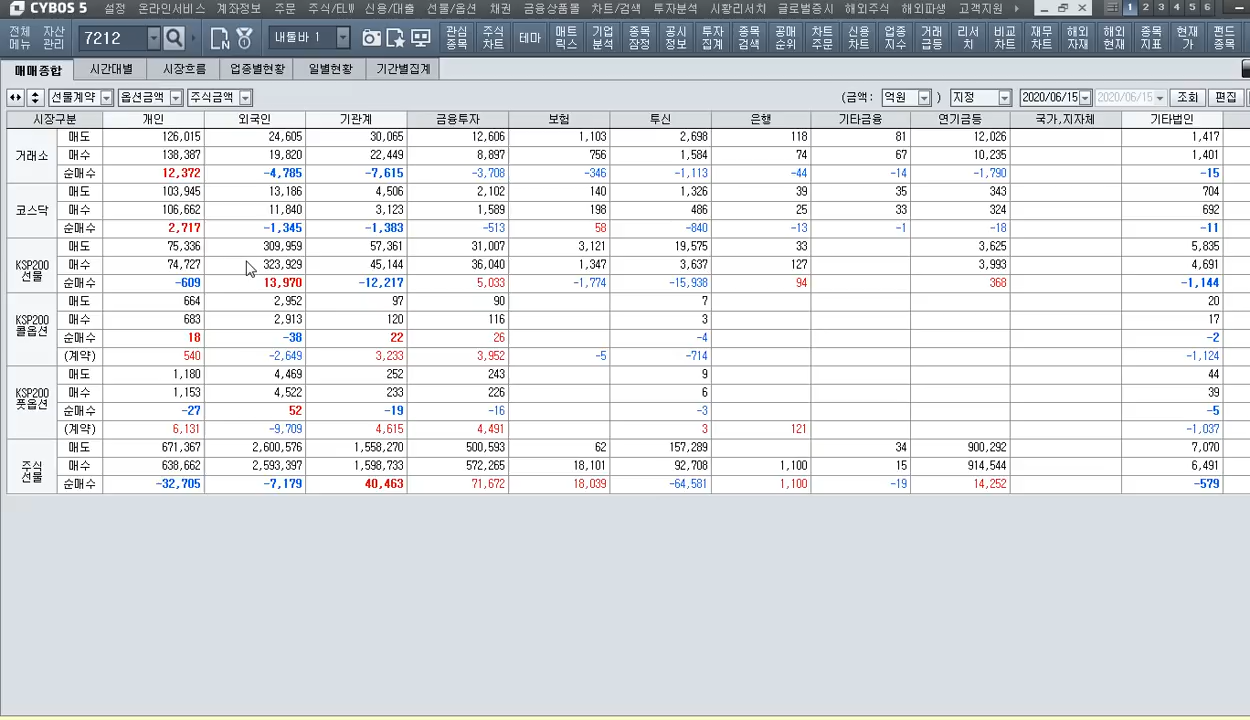 CYBOS 5 설정 온라인서비스 계좌정보 주문 주식/ELW 신용/대출 선물/옵션 채권 금융상품몰 차트/검색 투자분석 시황리서치 글로벌증시 해외주식 해외파생 고객지원 1 2 3 4 5 6
전체메뉴 자산관리 7212 내툴바 1 관심종목 주식차트 테마 매트릭스 기업분석 종목잠정 공시정보 투자집계 종목검색 공매순위 차트주문 신용차트 업종지수 거래급등 리서치 비교차트 재무차트 해외자재 해외현재 종목지표 현재가 펀드종목
매매종합 시간대별 시장흐름 업종별현황 일별현황 기간별집계
선물계약 옵션금액 주식금액 (금액: 억원 ) 지정 2020/06/15 2020/06/15 조회 편집
시장구분 개인 외국인 기관계 금융투자 보험 투신 은행 기타금융 연기금등 국가,지자체 기타법인
거래소
매도 126,015 24,605 30,065 12,606 1,103 2,698 118 81 12,026 1,417
매수 138,387 19,820 22,449 8,897 756 1,584 74 67 10,235 1,401
순매수 12,372 -4,785 -7,615 -3,708 -346 -1,113 -44 -14 -1,790 -15
코스닥
매도 103,945 13,186 4,506 2,102 140 1,326 39 35 343 704
매수 106,662 11,840 3,123 1,589 198 486 25 33 324 692
순매수 2,717 -1,345 -1,383 -513 58 -840 -13 -1 -18 -11
KSP200
선물
매도 75,336 309,959 57,361 31,007 3,121 19,575 33 3,625 5,835
매수 74,727 323,929 45,144 36,040 1,347 3,637 127 3,993 4,691
순매수 -609 13,970 -12,217 5,033 -1,774 -15,938 94 368 -1,144
KSP200
콜옵션
매도 664 2,952 97 90 7 20
매수 683 2,913 120 116 3 17
순매수 18 -38 22 26 -4 -2
(계약) 540 -2,649 3,233 3,952 -5 -714 -1,124
KSP200
풋옵션
매도 1,180 4,469 252 243 9 44
매수 1,153 4,522 233 226 6 39
순매수 -27 52 -19 -16 -3 -5
(계약) 6,131 -9,709 4,615 4,491 3 121 -1,037
주식
선물
매도 671,367 2,600,576 1,558,270 500,593 62 157,289 34 900,292 7,070
매수 638,662 2,593,397 1,598,733 572,265 18,101 92,708 1,100 15 914,544 6,491
순매수 -32,705 -7,179 40,463 71,672 18,039 -64,581 1,100 -19 14,252 -579